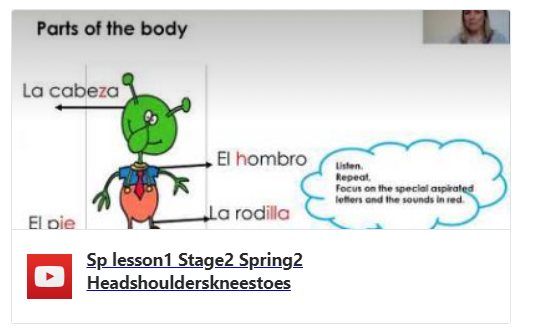 Parts of the body
La cabeza
El hombro
Listen.
Repeat.
Focus on the special aspirated
letters and the sounds in red.
La rodilla
El pie
Sp lesson1 Stage2 Spring2
Headshoulderskneestoes